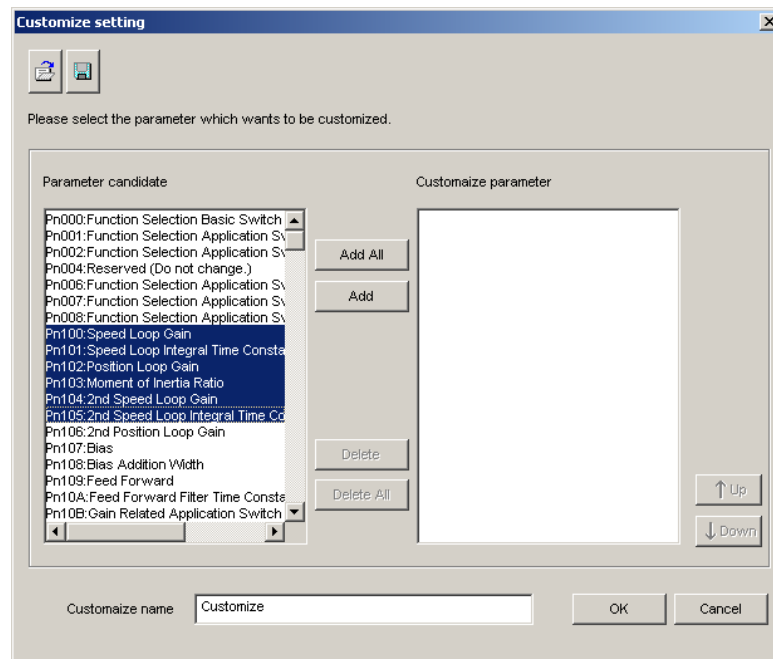 Customize setting
Please select the parameter which wants to be customized.
Parameter candidate
Customaize parameter
Pn000:Function Selection Basic Switch
Pn001:Function Selection Application Sv
Pn002:Function Selection Application Sv
Pn004:Reserved (Do not change.)
Pn006:Function Selection Application Sv
Pn007:Function Selection Application Sv
Pn008:Function Selection Application Sv
Pn100:Speed Loop Gain
Pn101:Speed Loop Integral Time Consta
Pn102:Position Loop Gain
Pn103:Moment of Inertia Ratio
Pn104:2nd Speed Loop Gain
Pn105:2nd Speed Loop Integral Time Co
Pn106:2nd Position Loop Gain
Pn107:Bias
Pn108:Bias Addition Width
Pn109:Feed Forward
Pn10A:Feed Forward Filter Time Consta
Pn10B:Gain Related Application Switch
Add All
Add
Delete
Delete All
Up
Down
Customaize name
Customize
OK
Cancel